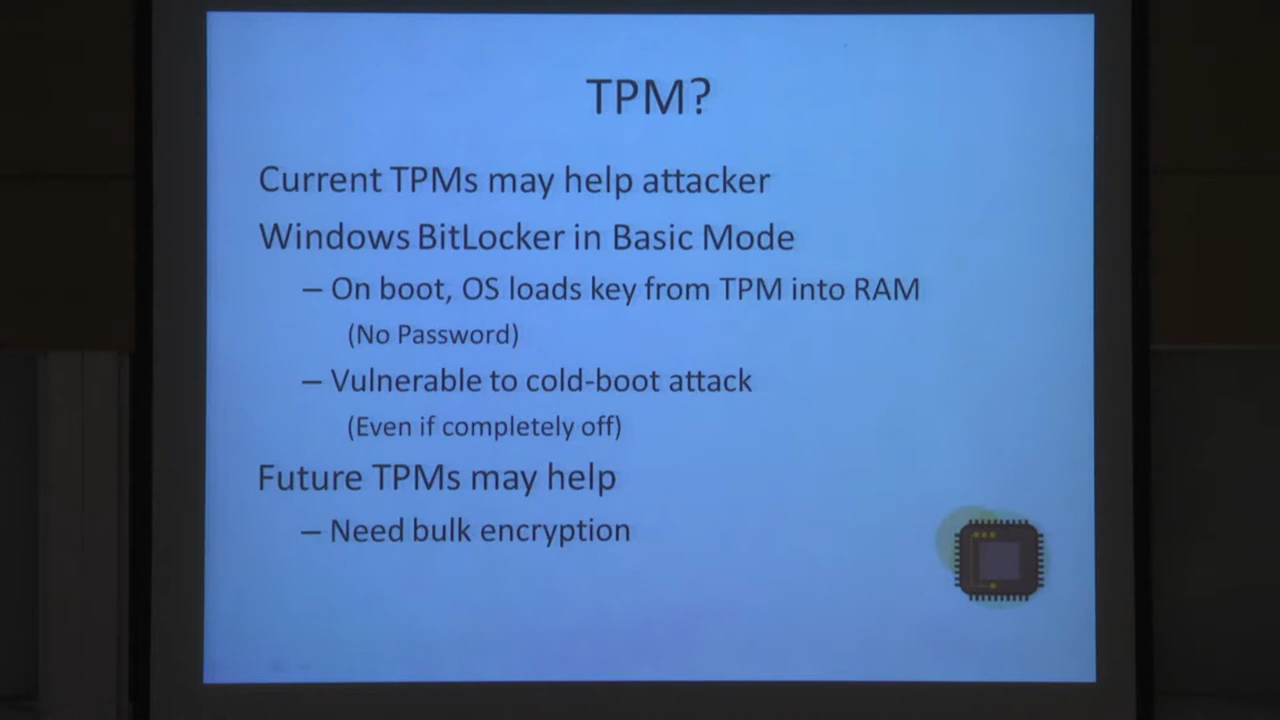 TPM?
Current TPMs may help attacker
Windows BitLocker in Basic Mode
– On boot, OS loads key from TPM into RAM
(No Password)
– Vulnerable to cold-boot attack
(Even if completely off)
Future TPMs may help
– Need bulk encryption